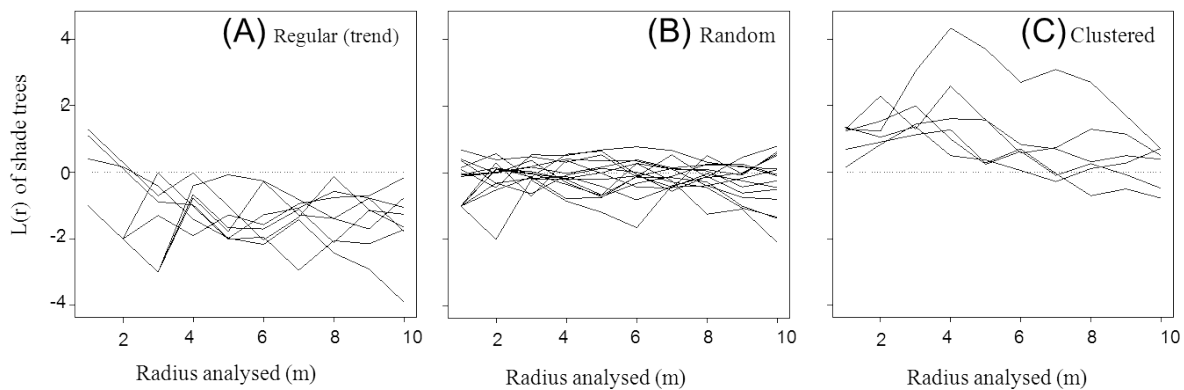 (A) Regular (trend)
(B) Random
(C) Clustered
L(r) of shade trees
4
2
0
-2
-4
2 4 6 8 10
2 4 6 8 10
2 4 6 8 10
Radius analysed (m)
Radius analysed (m)
Radius analysed (m)